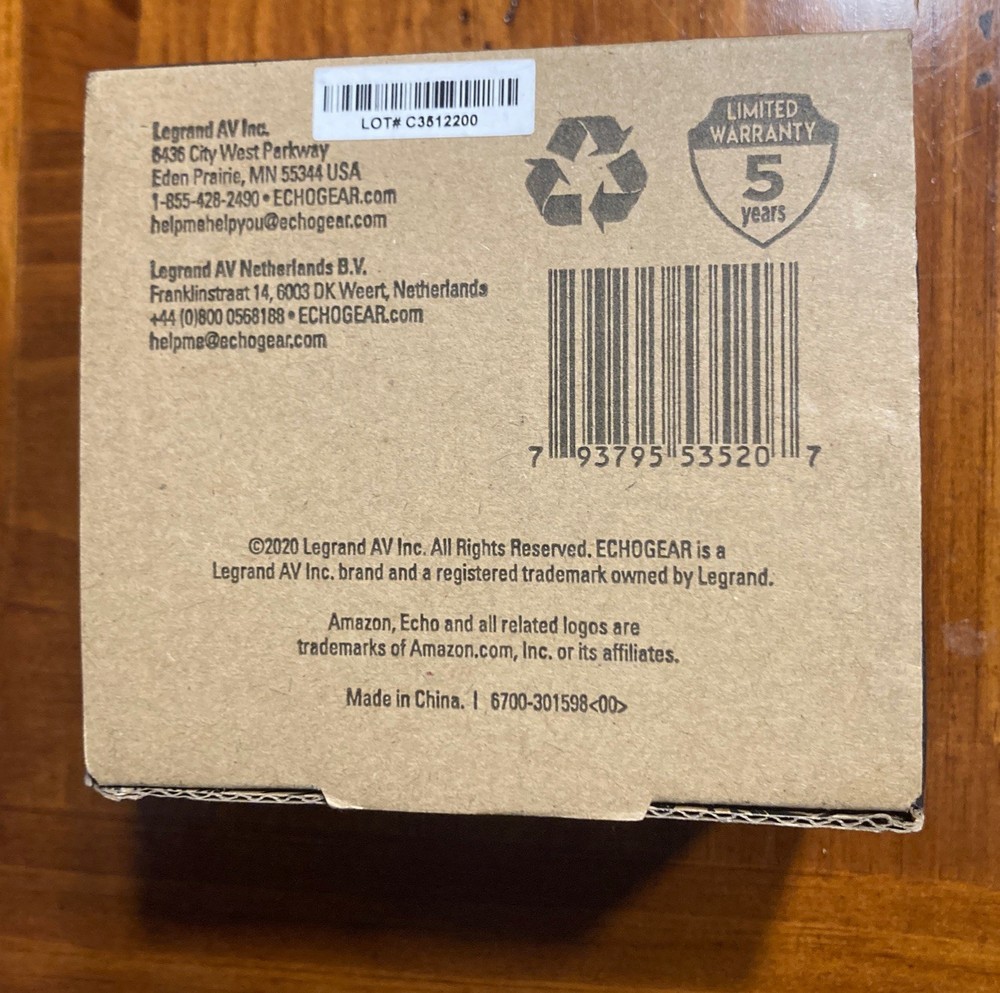 LOT# C3512200
Legrand AV Inc.
6436 City West Parkway
Eden Prairie, MN 55344 USA
1-855-428-2490 • ECHOGEAR.com
helpmehelpyou@echogear.com
Legrand AV Netherlands B.V.
Franklinstraat 14, 6003 DK Weert, Netherlands
+44 (0)800 0568188 • ECHOGEAR.com
helpme@echogear.com
LIMITED
WARRANTY
5
years
7 93795 53520 7
©2020 Legrand AV Inc. All Rights Reserved. ECHOGEAR is a
Legrand AV Inc. brand and a registered trademark owned by Legrand.
Amazon, Echo and all related logos are
trademarks of Amazon.com, Inc. or its affiliates.
Made in China. | 6700-301598<00>